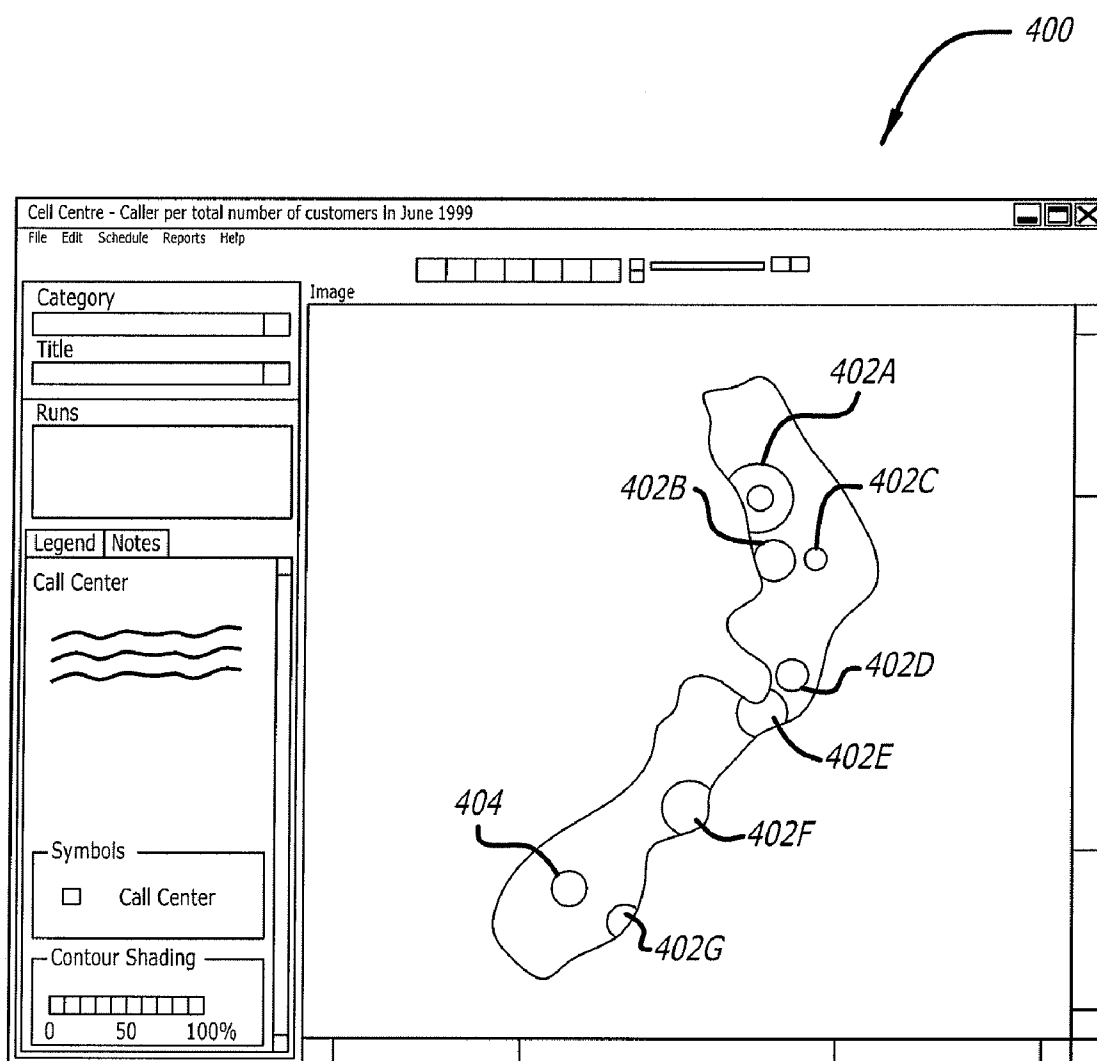 400
Cell Centre - Caller per total number of customers in June 1999
File Edit Schedule Reports Help
Category
Image
Title
402A
Runs
402B
402C
Legend Notes
Call Center
402D
402E
404
402F
Symbols
Call Center
402G
Contour Shading
0 50 100%